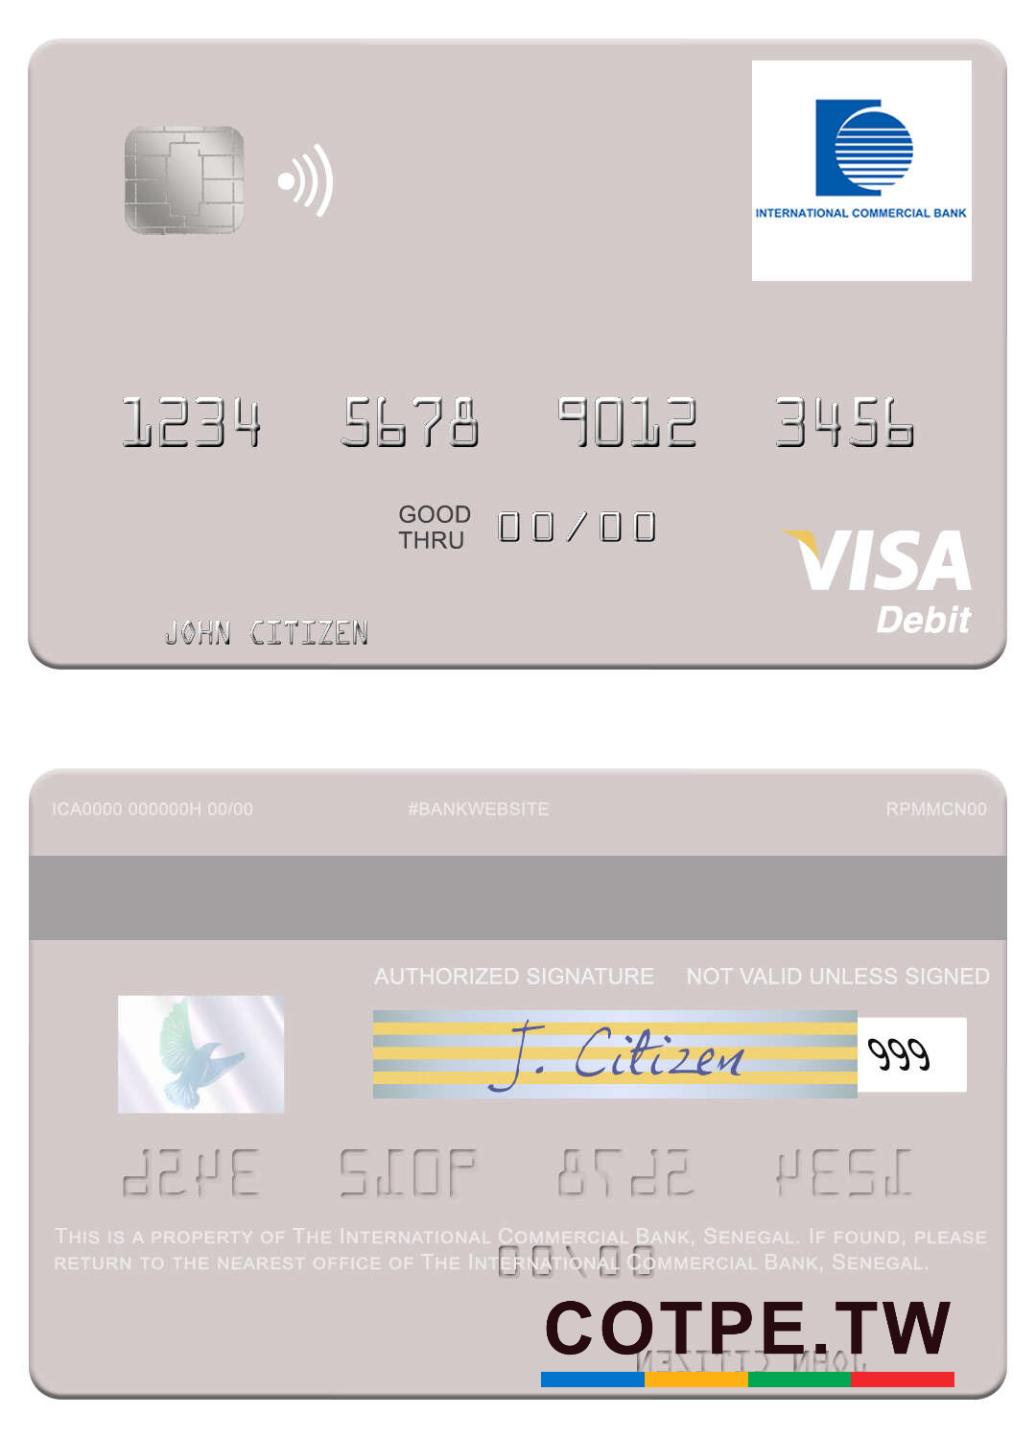 INTERNATIONAL COMMERCIAL BANK
1234 5678 9012 3456
GOOD THRU 00/00
VISA
Debit
JOHN CITIZEN
ICA0000 000000H 00/00 #BANKWEBSITE RPMMCN00
AUTHORIZED SIGNATURE NOT VALID UNLESS SIGNED
J. Citizen 999
THIS IS A PROPERTY OF THE INTERNATIONAL COMMERCIAL BANK, SENEGAL. IF FOUND, PLEASE
RETURN TO THE NEAREST OFFICE OF THE INTERNATIONAL COMMERCIAL BANK, SENEGAL.
COTPE.TW